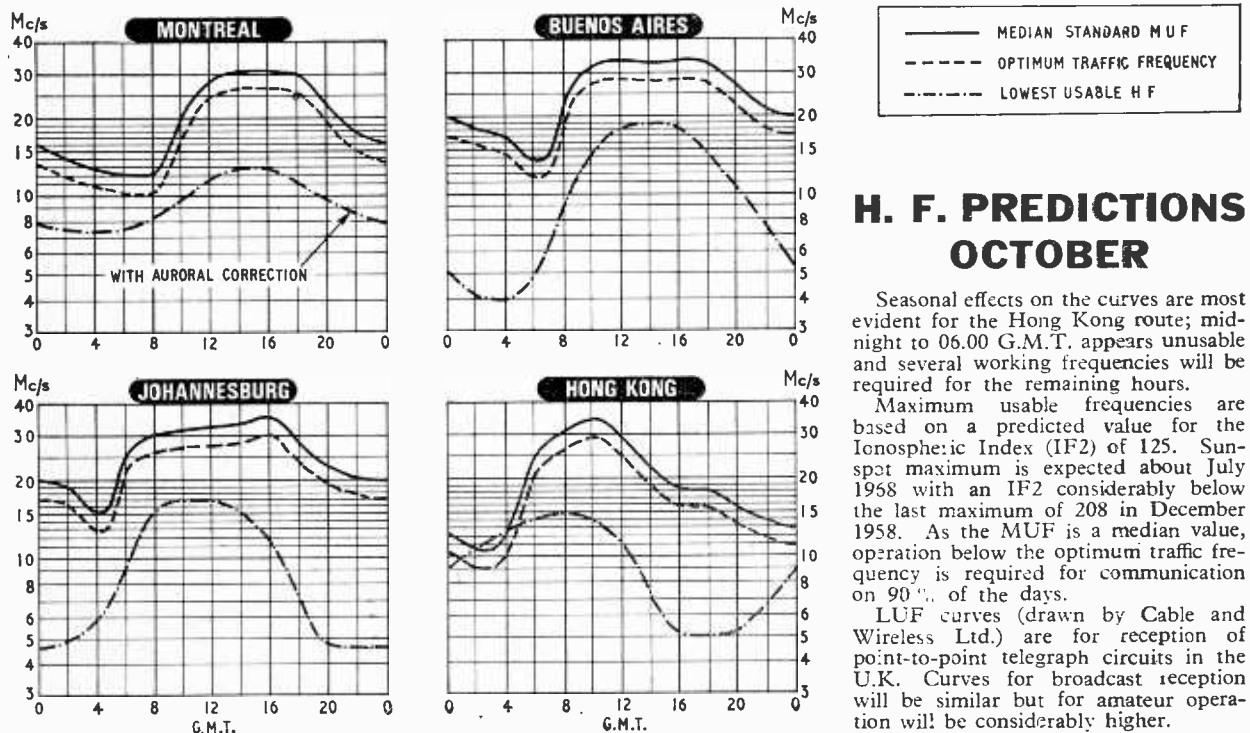 Mc/s
MONTREAL
40
30
20
15
10
8
6
5
4
3
0 4 8 12 16 20 0
WITH AURORAL CORRECTION
BUENOS AIRES
Mc/s
40
30
20
15
10
8
6
5
4
3
0 4 8 12 16 20 0
MEDIAN STANDARD MUF
OPTIMUM TRAFFIC FREQUENCY
LOWEST USABLE HF
Mc/s
JOHANNESBURG
40
30
20
15
10
8
6
5
4
3
0 4 8 12 16 20 0
G.M.T.
HONG KONG
Mc/s
40
30
20
15
10
8
6
5
4
3
0 4 8 12 16 20 0
G.M.T.
H. F. PREDICTIONS
OCTOBER
Seasonal effects on the curves are most
evident for the Hong Kong route; mid-
night to 06.00 G.M.T. appears unusable
and several working frequencies will be
required for the remaining hours.
Maximum usable frequencies are
based on a predicted value for the
Ionospheric Index (IF2) of 125. Sun-
spot maximum is expected about July
1968 with an IF2 considerably below
the last maximum of 208 in December
1958. As the MUF is a median value,
operation below the optimum traffic fre-
quency is required for communication
on 90% of the days.
LUF curves (drawn by Cable and
Wireless Ltd.) are for reception of
point-to-point telegraph circuits in the
U.K. Curves for broadcast reception
will be similar but for amateur opera-
tion will be considerably higher.